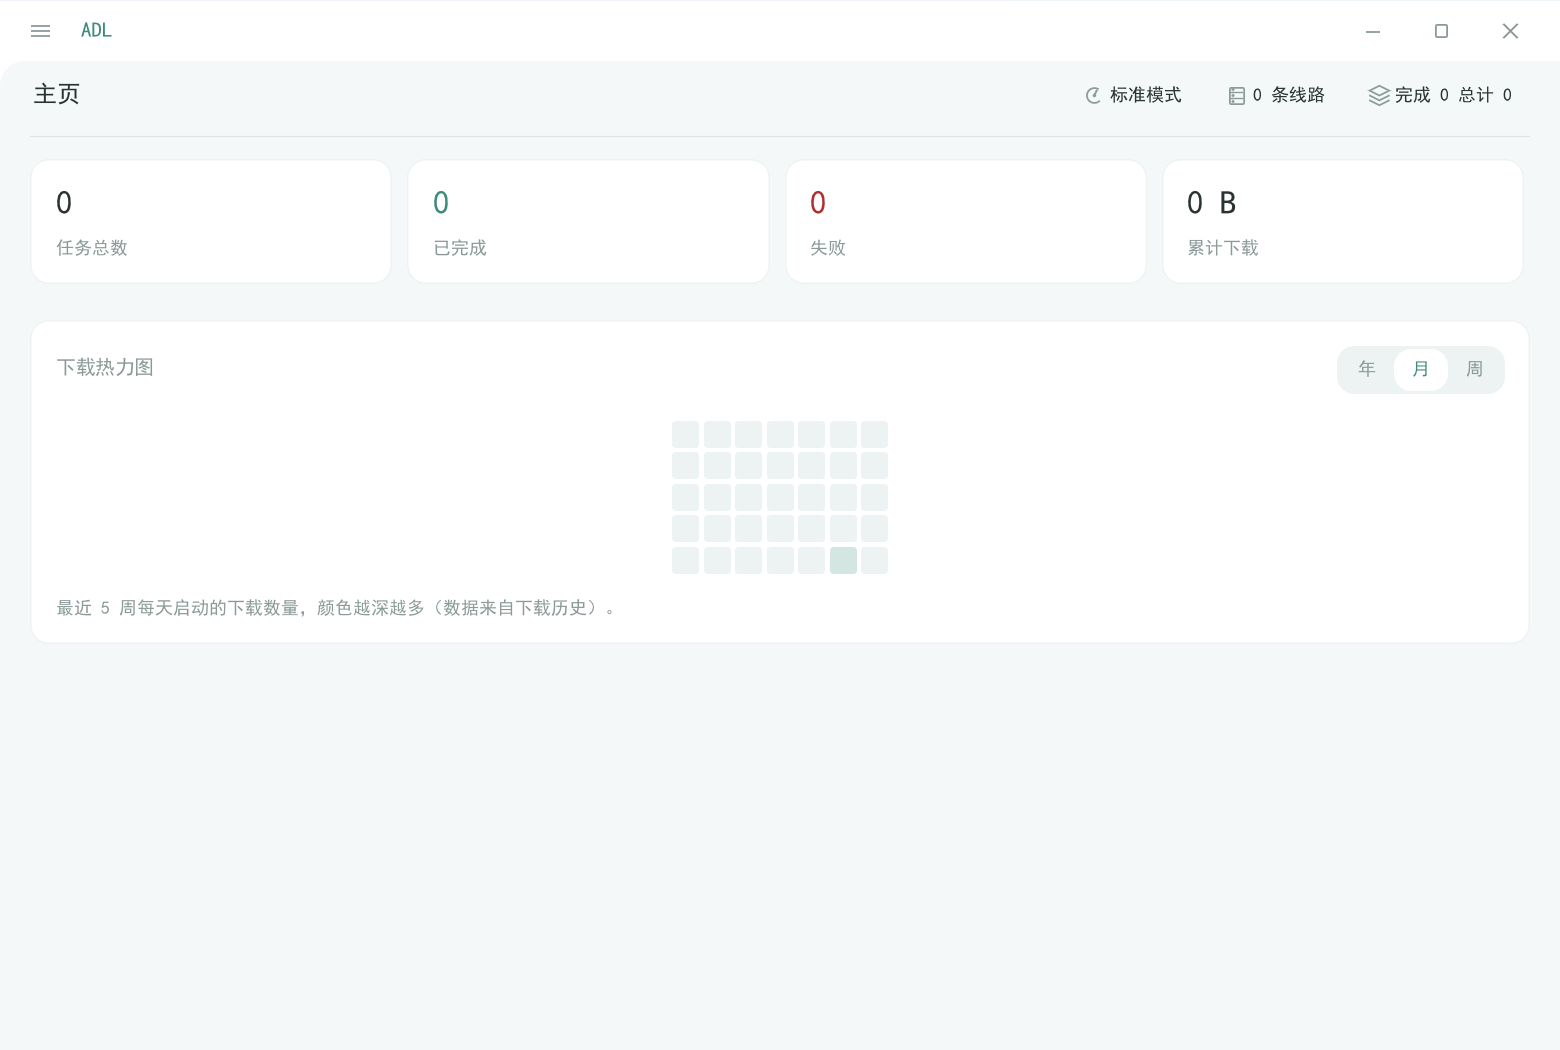 ADL
主页
标准模式
0 条线路
完成 0 总计 0
0
任务总数
0
已完成
0
失败
0 B
累计下载
下载热力图
年 月 周
最近 5 周每天启动的下载数量，颜色越深越多（数据来自下载历史）。